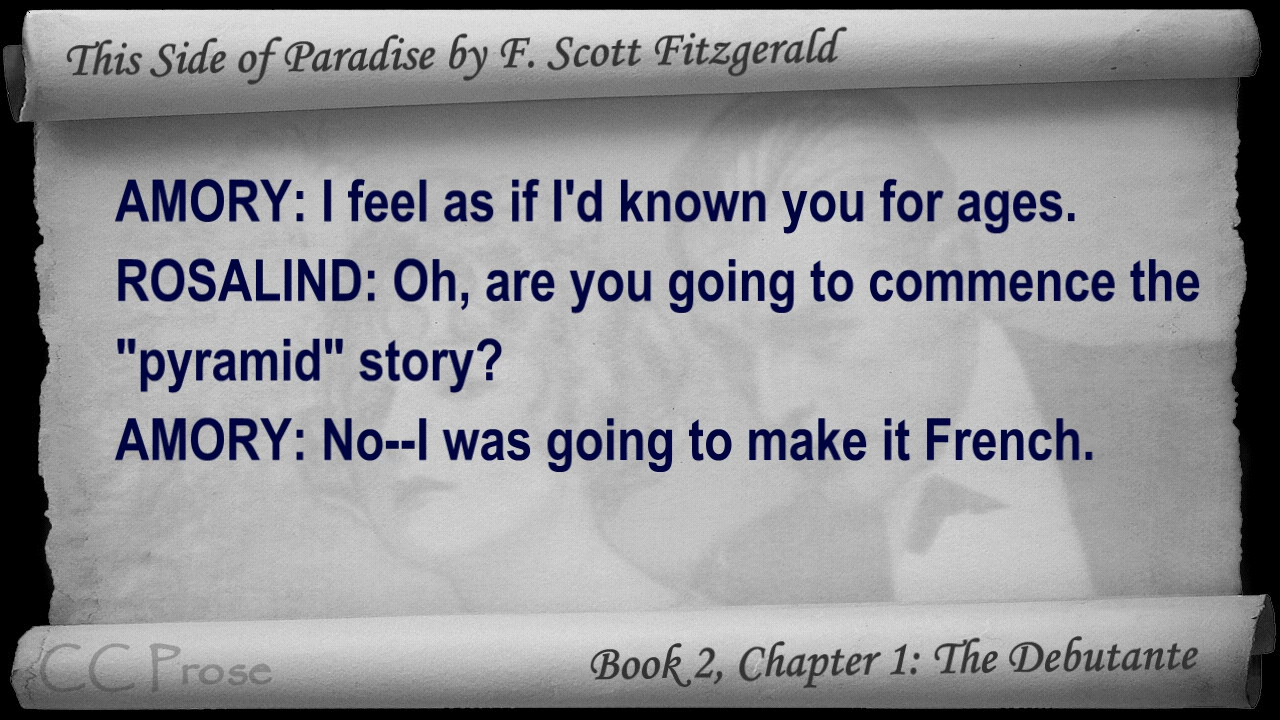 This Side of Paradise by F. Scott Fitzgerald
AMORY: I feel as if I'd known you for ages.
ROSALIND: Oh, are you going to commence the
"pyramid" story?
AMORY: No--I was going to make it French.
CC Prose
Book 2, Chapter 1: The Debutante